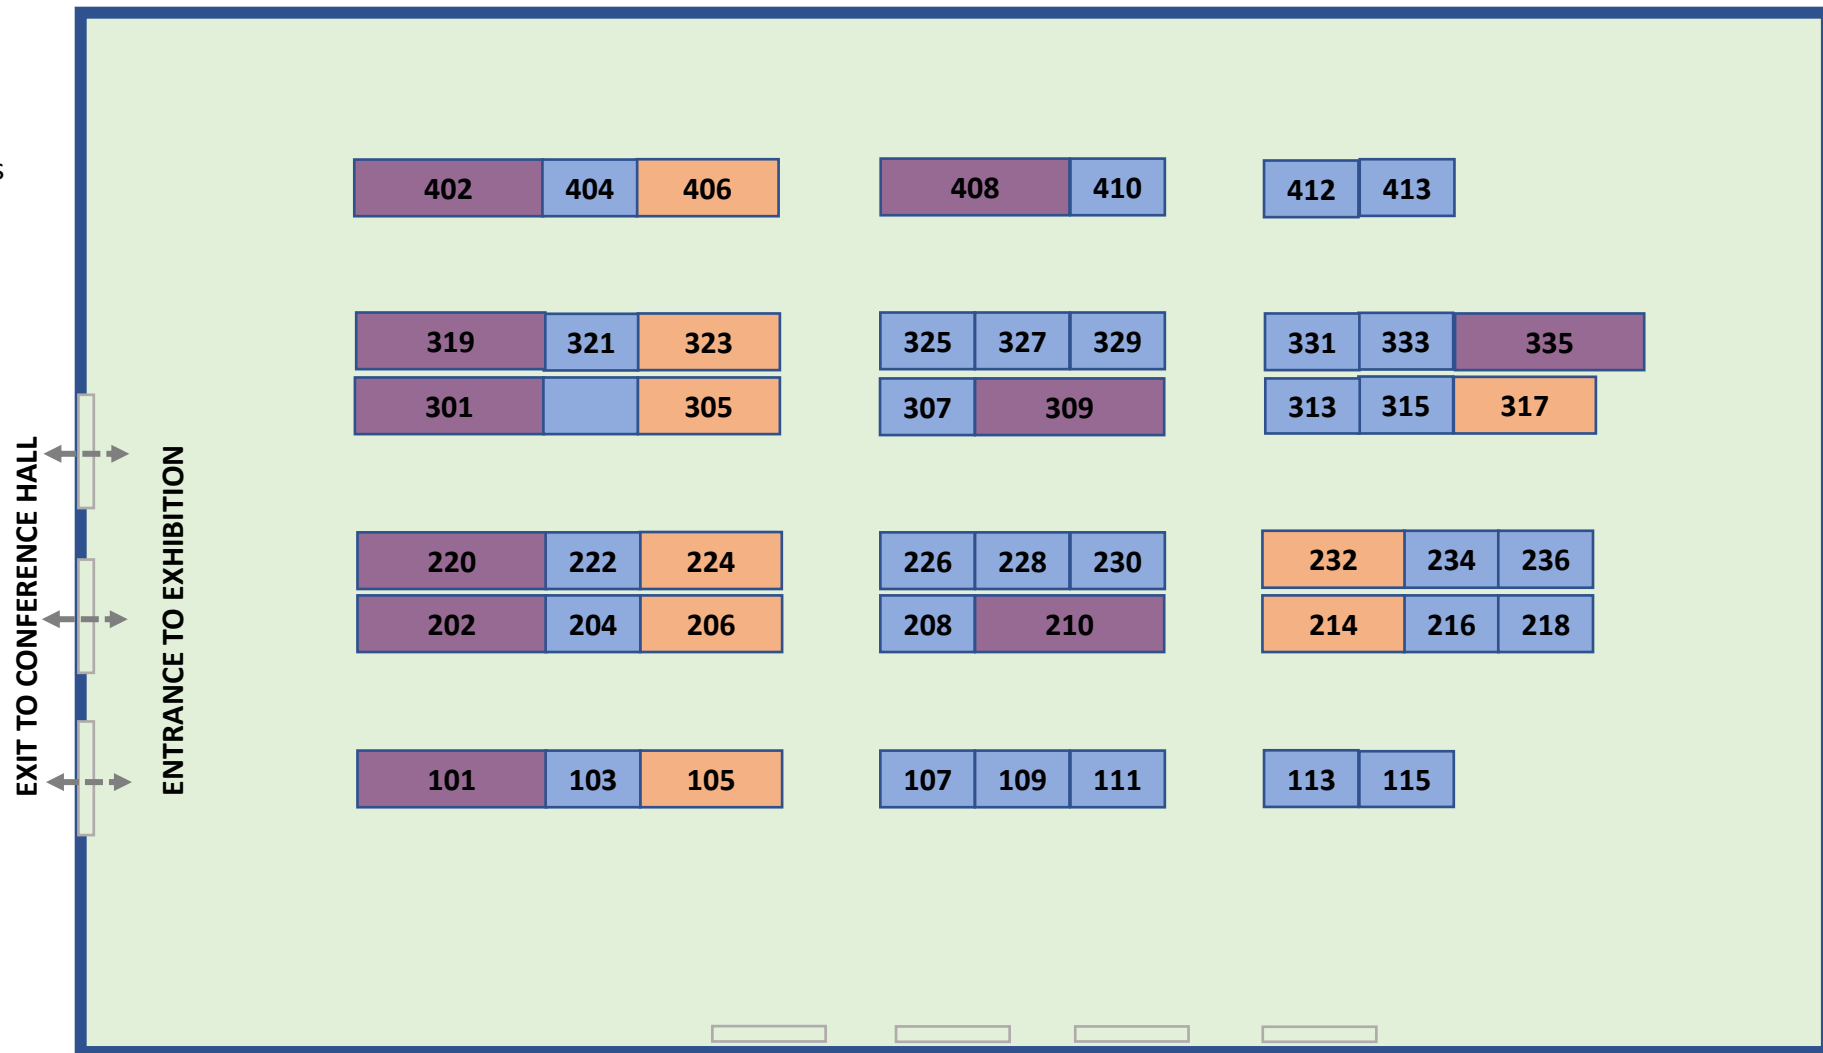 s
402 404 406 408 410 412 413
319 321 323 325 327 329 331 333 335
301 305 307 309 313 315 317
EXIT TO CONFERENCE HALL
ENTRANCE TO EXHIBITION
220 222 224 226 228 230 232 234 236
202 204 206 208 210 214 216 218
101 103 105 107 109 111 113 115